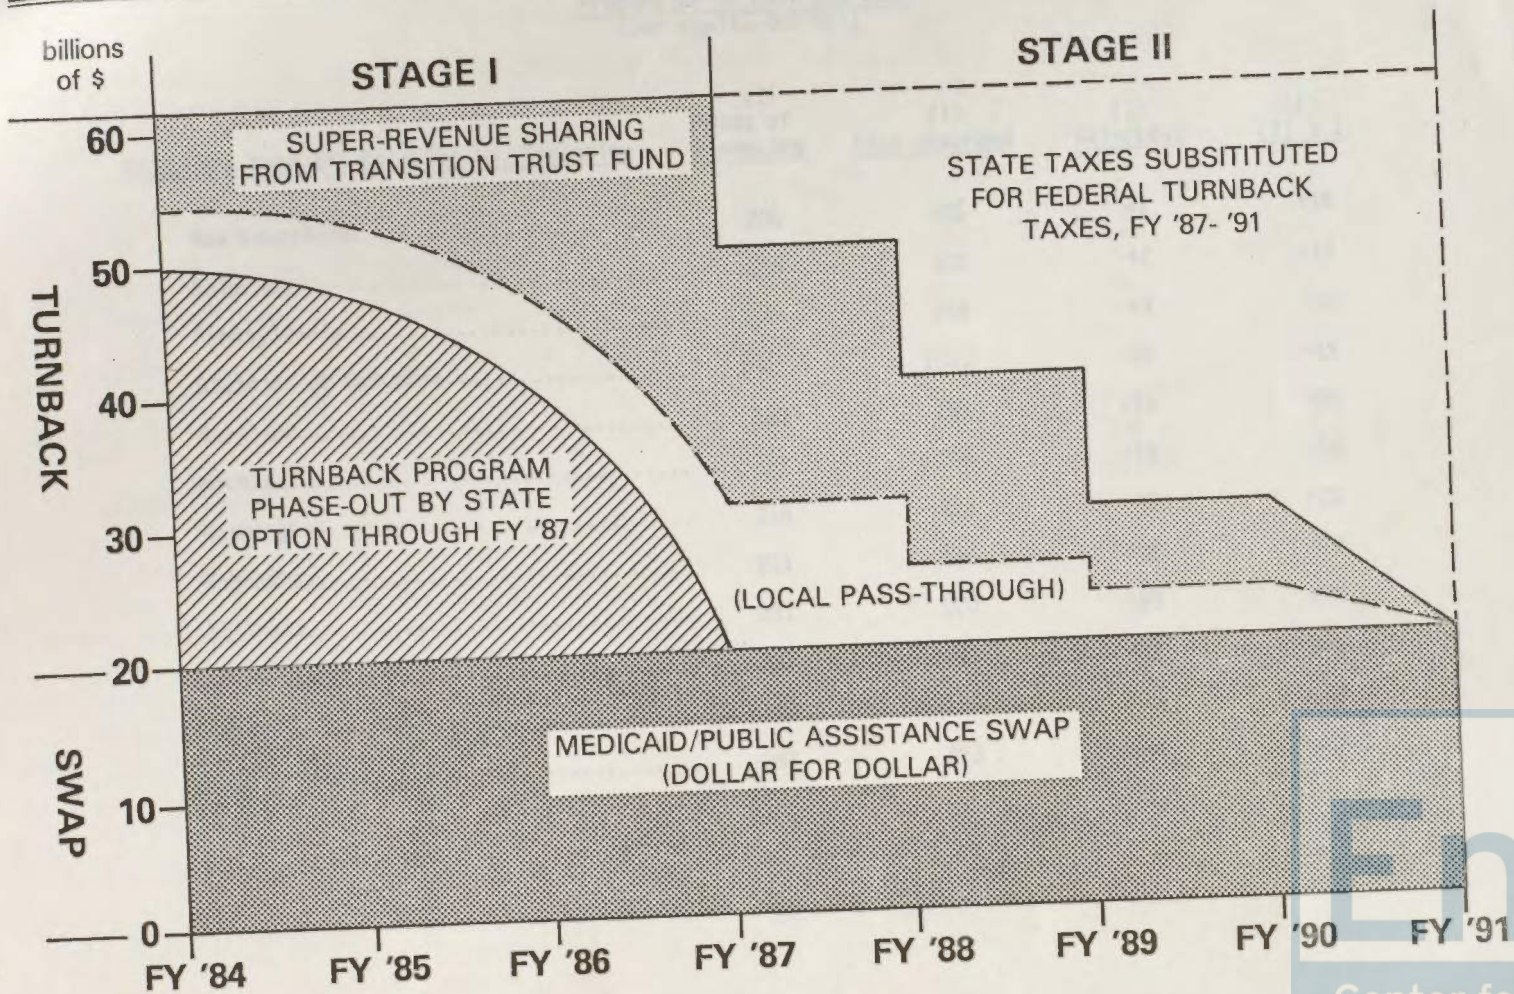 billions
of $
STAGE I
STAGE II
60
50
40
30
20
10
0
TURNBACK
SWAP
SUPER-REVENUE SHARING
FROM TRANSITION TRUST FUND
STATE TAXES SUBSITITUTED
FOR FEDERAL TURNBACK
TAXES, FY '87- '91
TURNBACK PROGRAM
PHASE-OUT BY STATE
OPTION THROUGH FY '87
(LOCAL PASS-THROUGH)
MEDICAID/PUBLIC ASSISTANCE SWAP
(DOLLAR FOR DOLLAR)
FY '84
FY '85
FY '86
FY '87
FY '88
FY '89
FY '90
FY '91
En